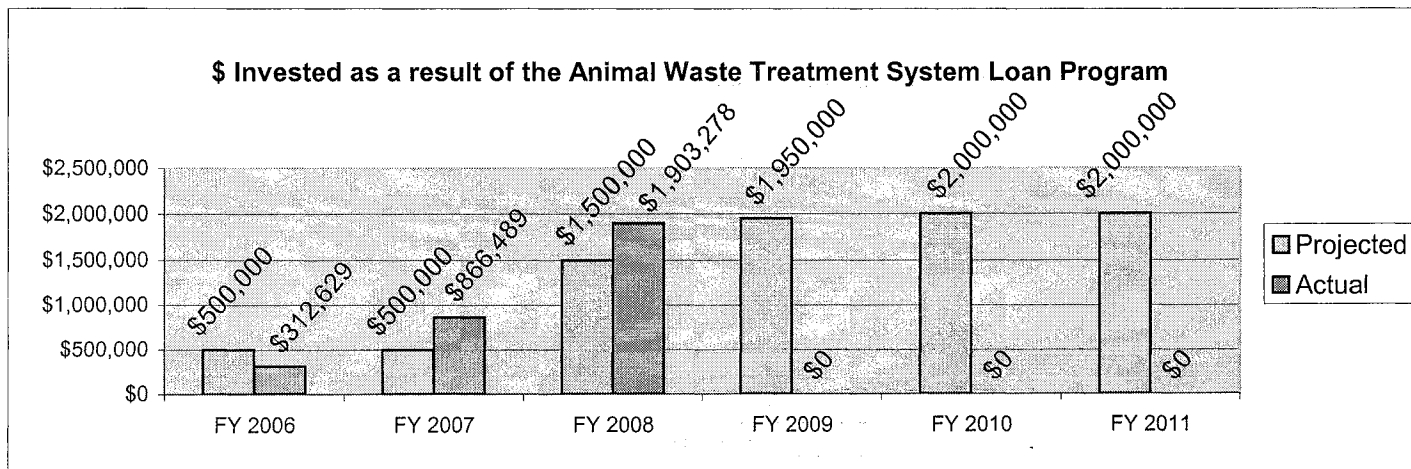 $ Invested as a result of the Animal Waste Treatment System Loan Program
$2,500,000
$2,000,000
$1,500,000
$1,000,000
$500,000
$0
$500,000
$312,629
$500,000
$866,489
$1,500,000
$1,903,278
$1,950,000
$0
$2,000,000
$0
$2,000,000
$0
FY 2006
FY 2007
FY 2008
FY 2009
FY 2010
FY 2011
Projected
Actual